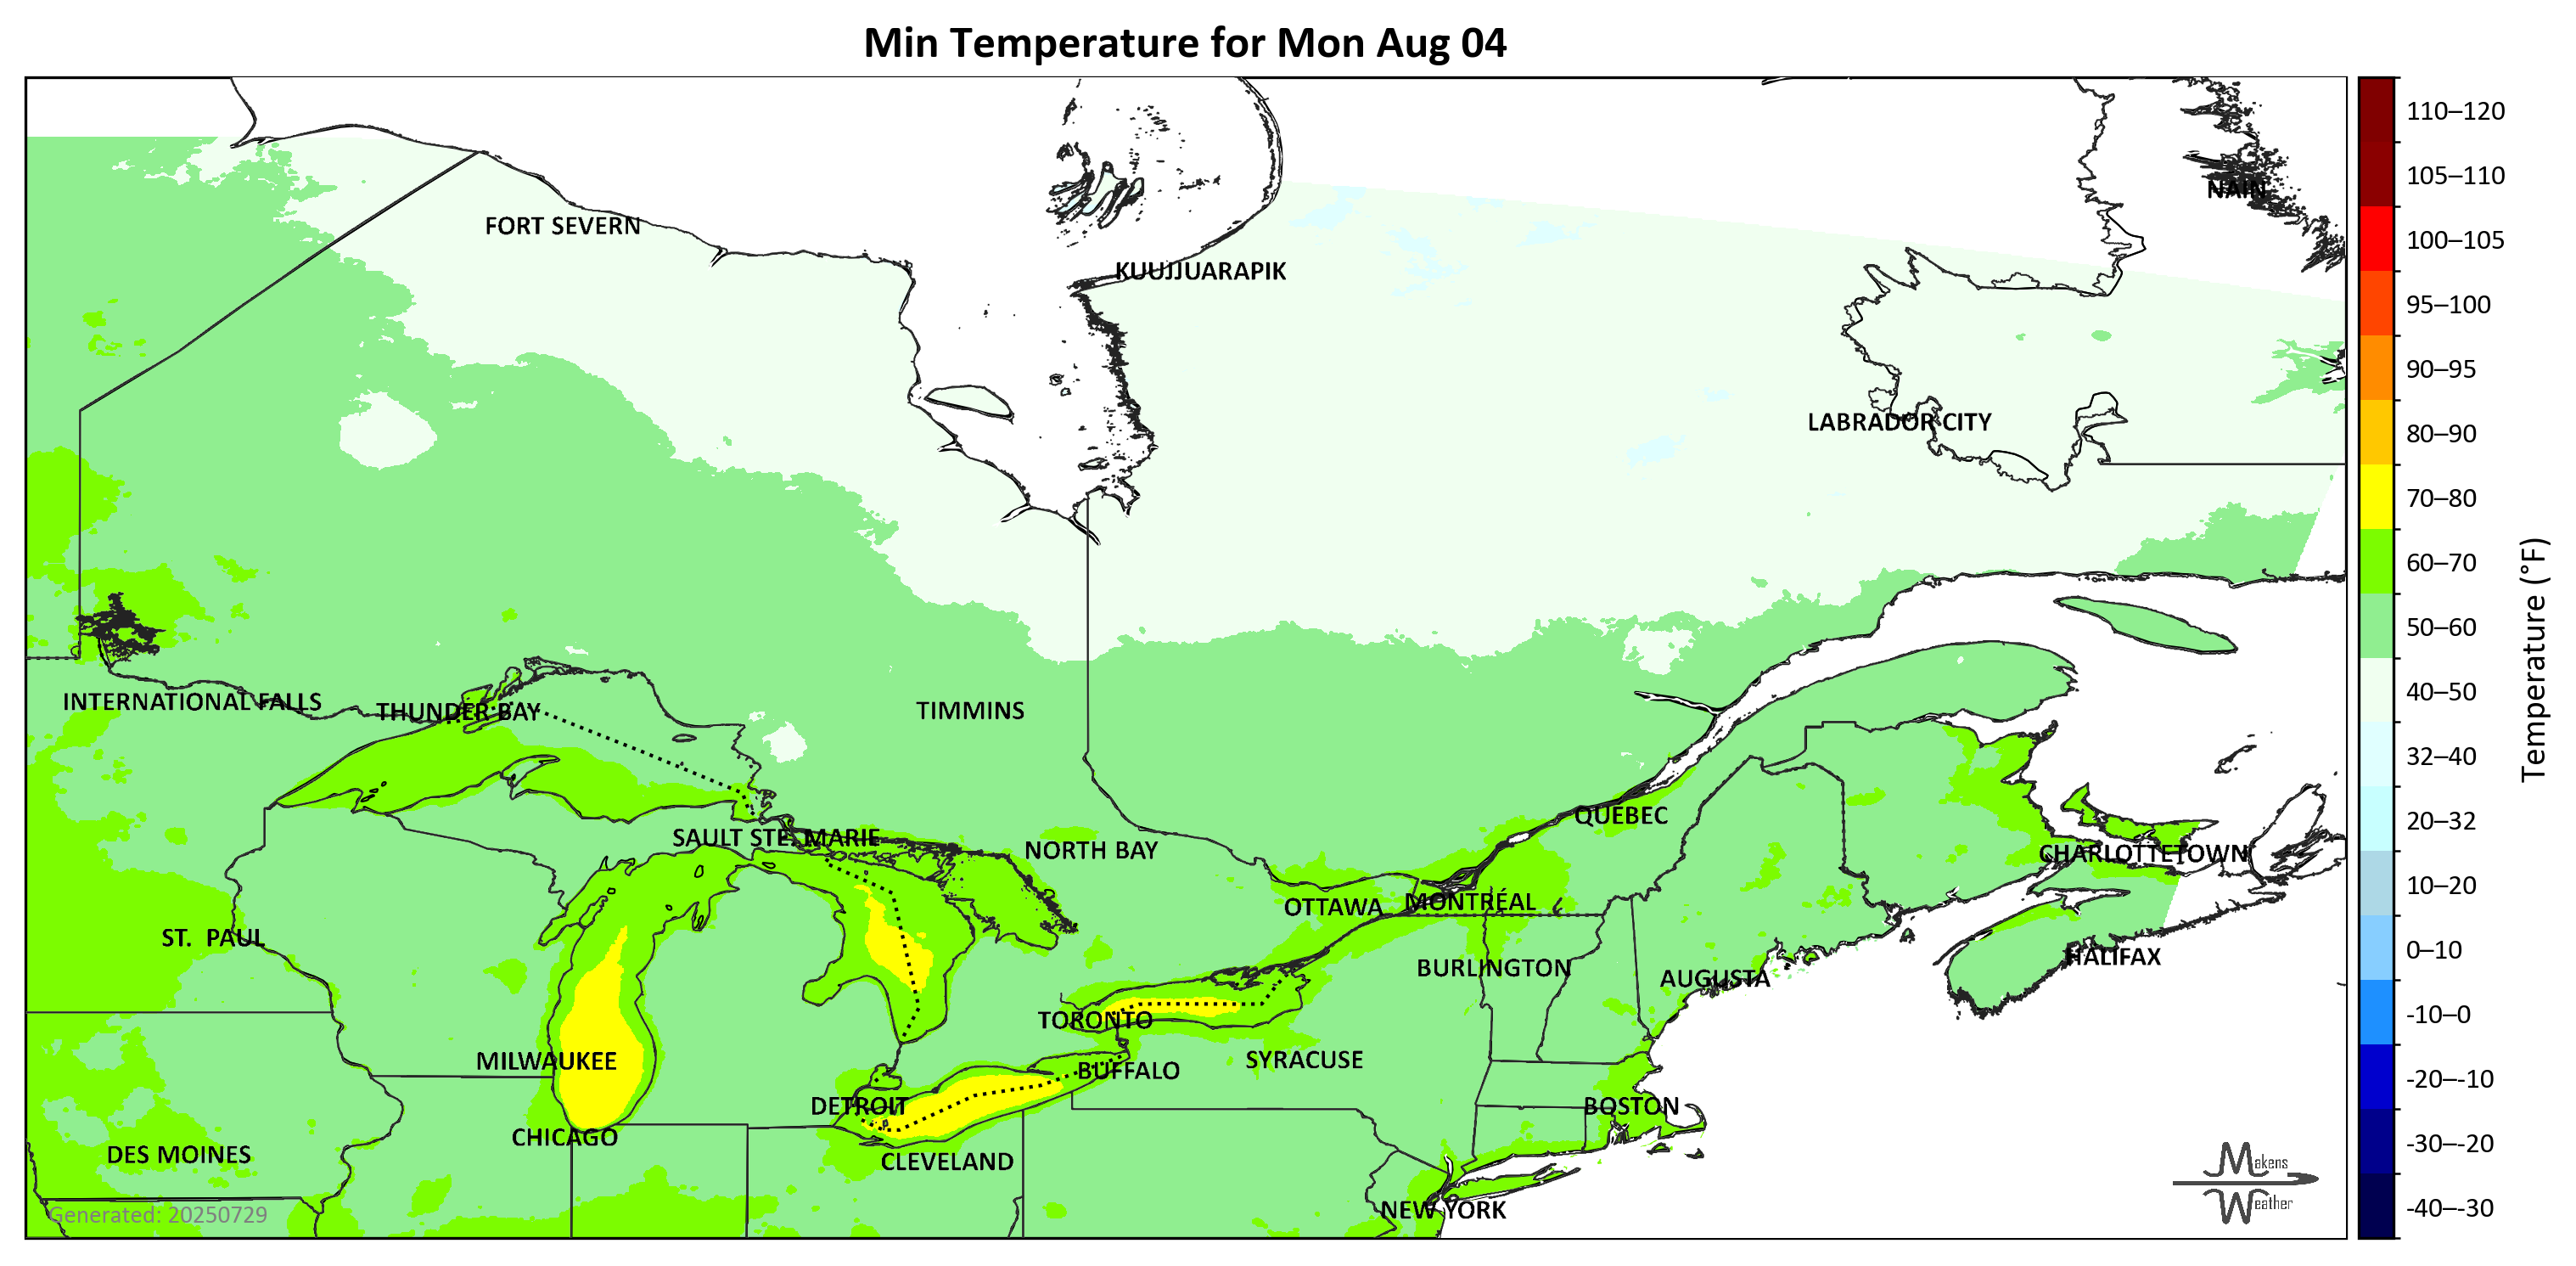 Min Temperature for Mon Aug 04
NAIN
FORT SEVERN
KUUJJUARAPIK
LABRADOR CITY
INTERNATIONAL FALLS
THUNDER BAY
TIMMINS
SAULT STE. MARIE
NORTH BAY
QUÉBEC
CHARLOTTETOWN
OTTAWA
MONTRÉAL
ST. PAUL
BURLINGTON
AUGUSTA
HALIFAX
TORONTO
MILWAUKEE
BUFFALO
SYRACUSE
DETROIT
BOSTON
CHICAGO
DES MOINES
CLEVELAND
NEW YORK
Generated: 20250729
Makens
Weather
110–120
105–110
100–105
95–100
90–95
80–90
70–80
60–70
50–60
40–50
32–40
20–32
10–20
0–10
-10–0
-20–-10
-30–-20
-40–-30
Temperature (°F)